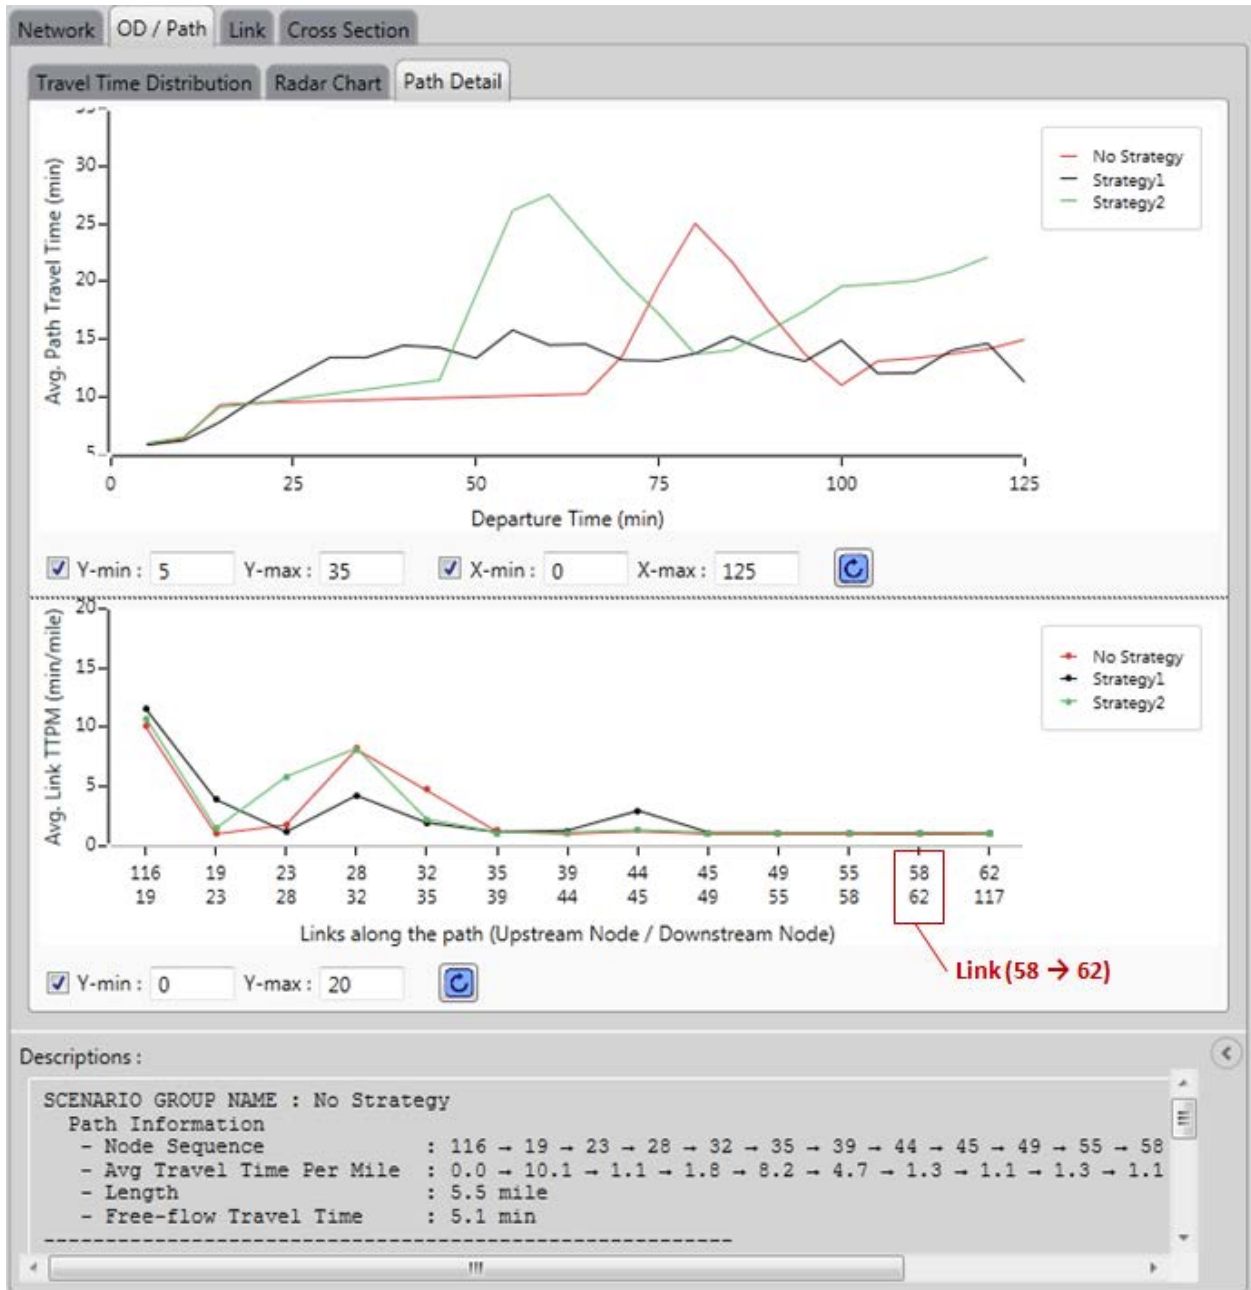 Network OD / Path Link Cross Section
Travel Time Distribution Radar Chart Path Detail
Avg. Path Travel Time (min)
35
30
25
20
15
10
5
0 25 50 75 100 125
Departure Time (min)
No Strategy
Strategy1
Strategy2
Y-min : 5 Y-max : 35 X-min : 0 X-max : 125
Avg. Link TTPM (min/mile)
20
15
10
5
0
116 19 23 28 32 35 39 44 45 49 55 58 62
19 23 28 32 35 39 44 45 49 55 58 62 117
Links along the path (Upstream Node / Downstream Node)
No Strategy
Strategy1
Strategy2
Link (58 → 62)
Y-min : 0 Y-max : 20
Descriptions :
SCENARIO GROUP NAME : No Strategy
Path Information
- Node Sequence : 116 → 19 → 23 → 28 → 32 → 35 → 39 → 44 → 45 → 49 → 55 → 58
- Avg Travel Time Per Mile : 0.0 → 10.1 → 1.1 → 1.8 → 8.2 → 4.7 → 1.3 → 1.1 → 1.3 → 1.1
- Length : 5.5 mile
- Free-flow Travel Time : 5.1 min
--------------------------------------------------------